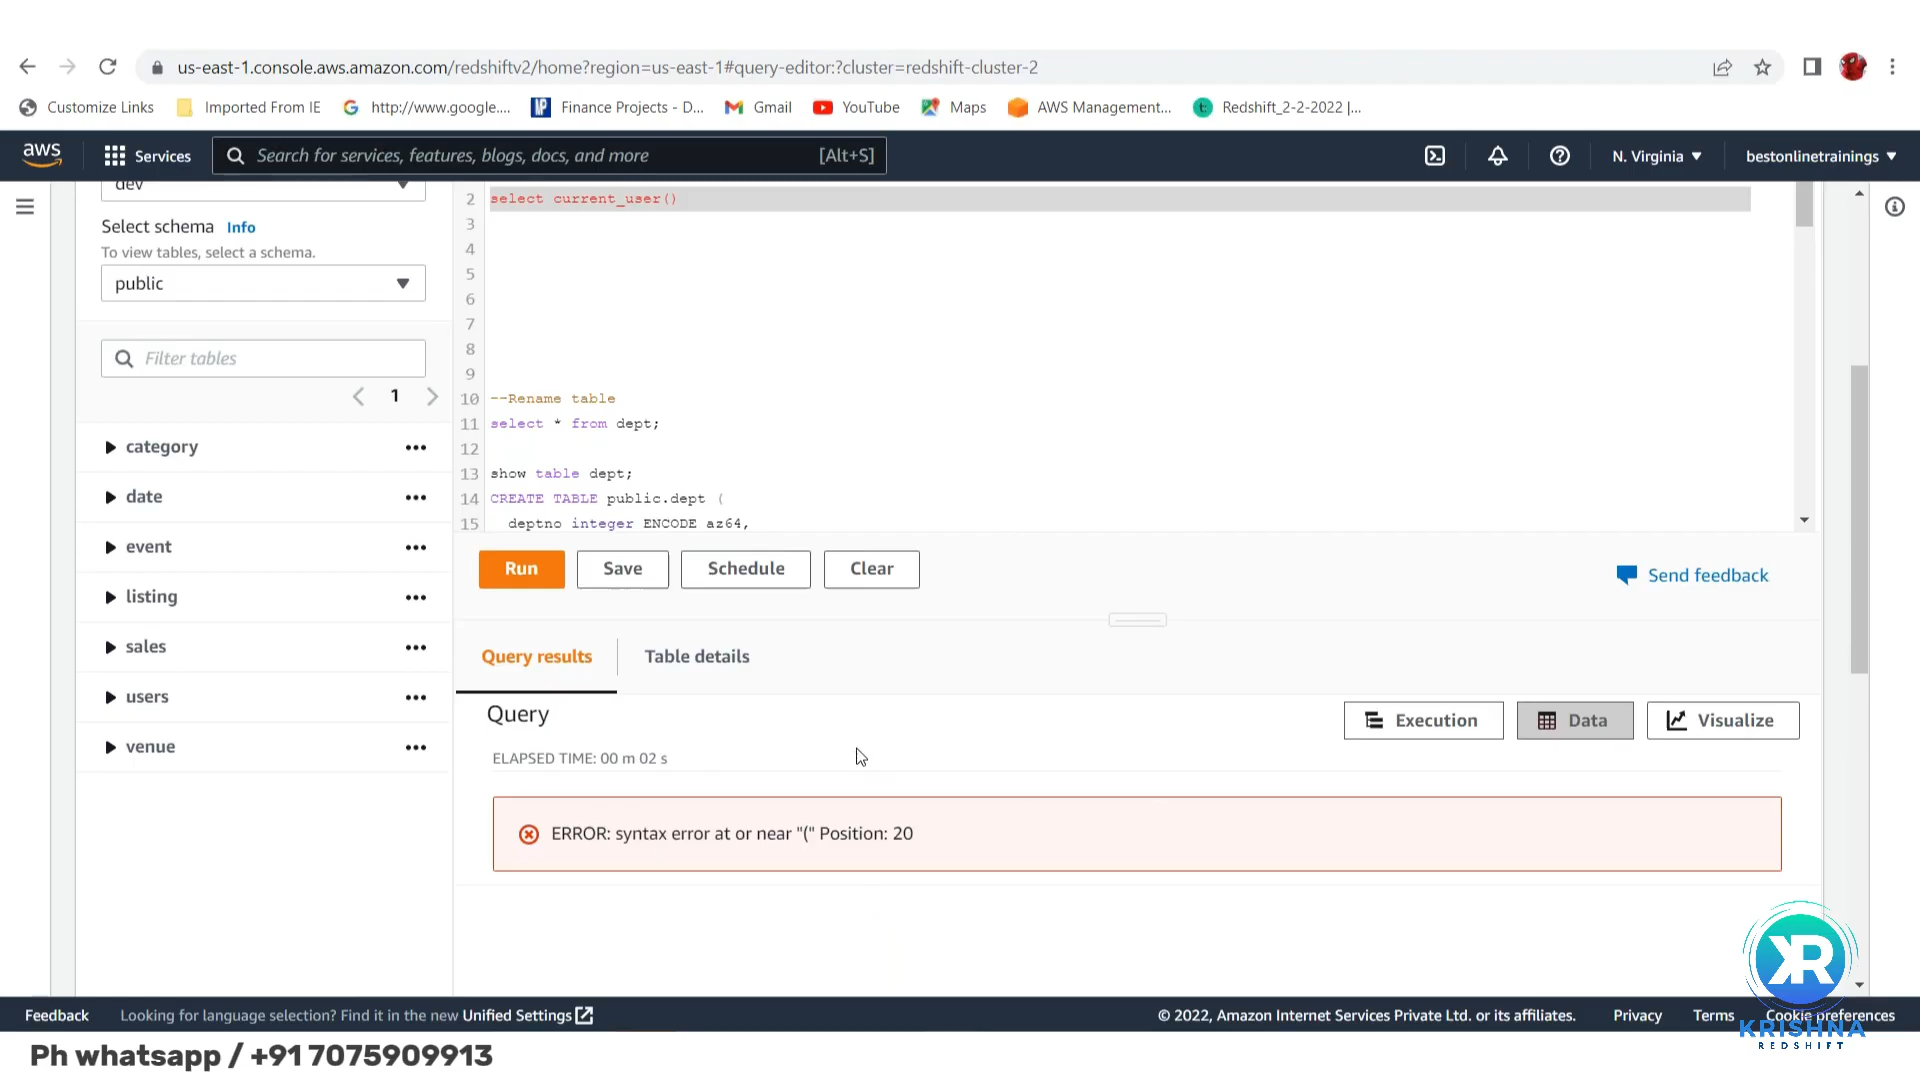 us-east-1.console.aws.amazon.com/redshiftv2/home?region=us-east-1#query-editor:?cluster=redshift-cluster-2
Customize Links Imported From IE http://www.google.... Finance Projects - D... Gmail YouTube Maps AWS Management... Redshift_2-2-2022 |...
aws Services Search for services, features, blogs, docs, and more [Alt+S] N. Virginia bestonlinetrainings
dev
Select schema Info
To view tables, select a schema.
public
Filter tables
1
category
date
event
listing
sales
users
venue
2 select current_user()
3
4
5
6
7
8
9
10 --Rename table
11 select * from dept;
12
13 show table dept;
14 CREATE TABLE public.dept (
15 deptno integer ENCODE az64,
Run Save Schedule Clear
Send feedback
Query results Table details
Query
Execution Data Visualize
ELAPSED TIME: 00 m 02 s
ERROR: syntax error at or near "(" Position: 20
KR
KRISHNA
REDSHIFT
Feedback Looking for language selection? Find it in the new Unified Settings © 2022, Amazon Internet Services Private Ltd. or its affiliates. Privacy Terms Cookie preferences
Ph whatsapp / +91 7075909913